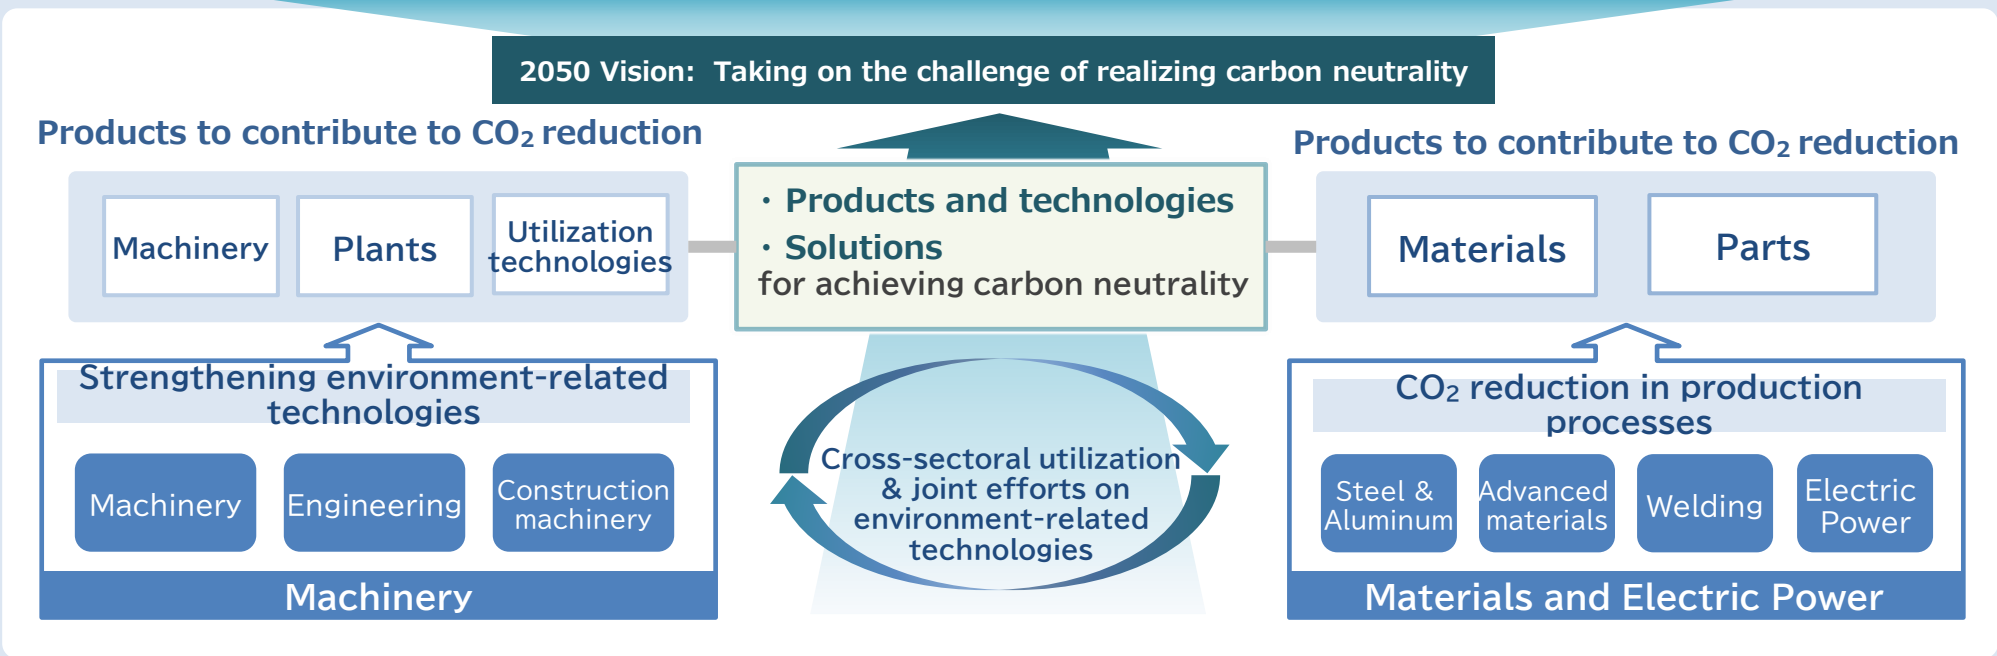 2050 Vision: Taking on the challenge of realizing carbon neutrality
Products to contribute to CO₂ reduction
Machinery
Plants
Utilization
technologies
Strengthening environment-related
technologies
Machinery
Engineering
Construction
machinery
Machinery
・Products and technologies
・Solutions
for achieving carbon neutrality
Cross-sectoral utilization
& joint efforts on
environment-related
technologies
Products to contribute to CO₂ reduction
Materials
Parts
CO₂ reduction in production
processes
Steel &
Aluminum
Advanced
materials
Welding
Electric
Power
Materials and Electric Power